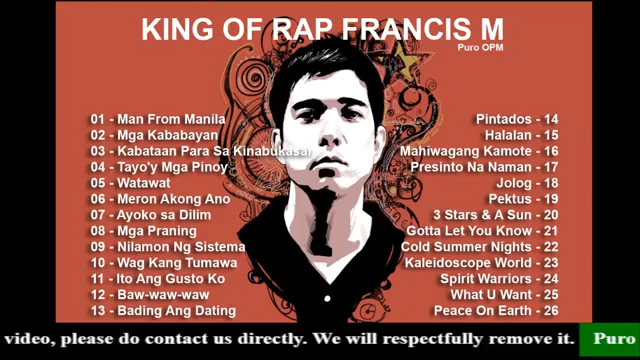 KING OF RAP FRANCIS M
Puro OPM
01 - Man From Manila
02 - Mga Kababayan
03 - Kabataan Para Sa Kinabukasan
04 - Tayo'y Mga Pinoy
05 - Watawat
06 - Meron Akong Ano
07 - Ayoko sa Dilim
08 - Mga Praning
09 - Nilamon Ng Sistema
10 - Wag Kang Tumawa
11 - Ito Ang Gusto Ko
12 - Baw-waw-waw
13 - Bading Ang Dating
Pintados - 14
Halalan - 15
Mahiwagang Kamote - 16
Presinto Na Naman - 17
Jolog - 18
Pektus - 19
3 Stars & A Sun - 20
Gotta Let You Know - 21
Cold Summer Nights - 22
Kaleidoscope World - 23
Spirit Warriors - 24
What U Want - 25
Peace On Earth - 26
video, please do contact us directly. We will respectfully remove it. Puro